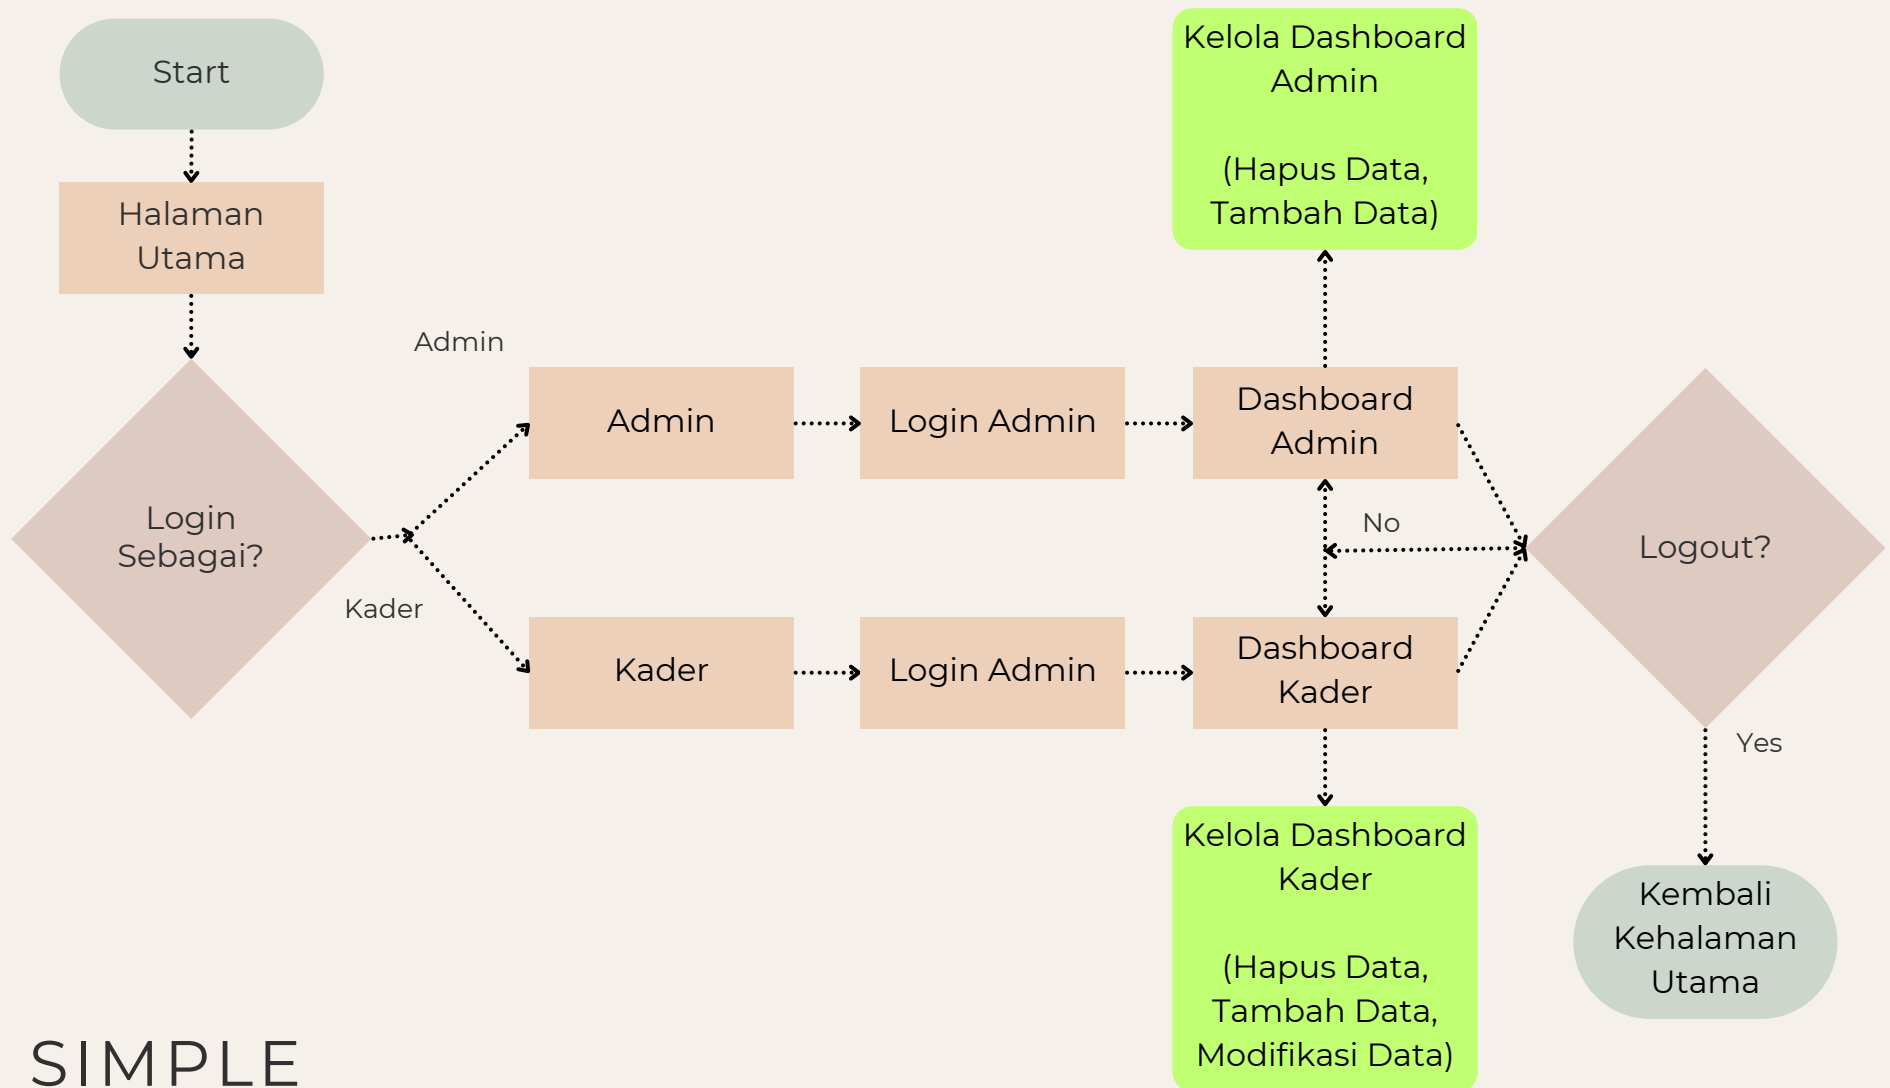 Start
Halaman
Utama
Login
Sebagai?
Admin
Kader
Admin
Login Admin
Dashboard
Admin
Kelola Dashboard
Admin
(Hapus Data,
Tambah Data)
Kader
Login Admin
Dashboard
Kader
Kelola Dashboard
Kader
(Hapus Data,
Tambah Data,
Modifikasi Data)
No
Logout?
Yes
Kembali
Kehalaman
Utama
SIMPLE